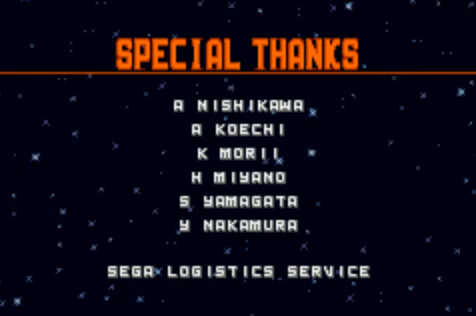 SPECIAL THANKS
A NISHIKAWA
A KOECHI
K MORII
H MIYANO
S YAMAGATA
Y NAKAMURA
SEGA LOGISTICS SERVICE